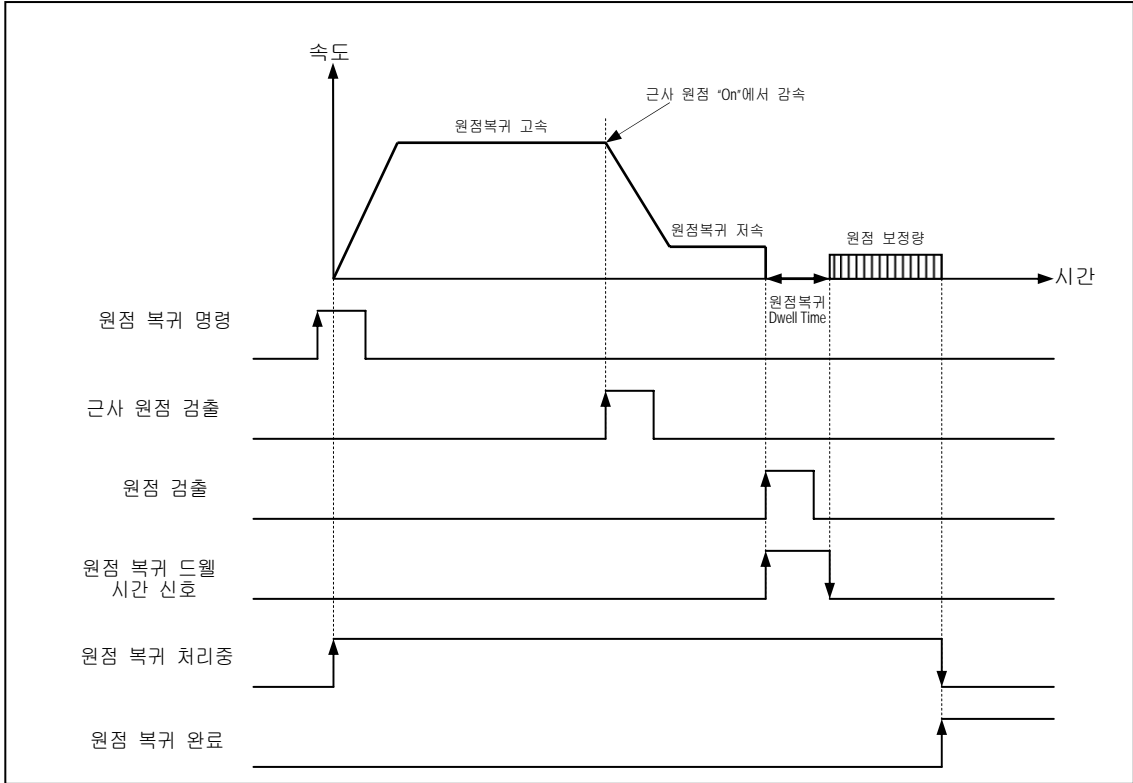 속도
근사 원점 “On”에서 감속
원점복귀 고속
원점복귀 저속
원점 보정량
시간
원점복귀
Dwell Time
원점 복귀 명령
근사 원점 검출
원점 검출
원점 복귀 드웰
시간 신호
원점 복귀 처리중
원점 복귀 완료